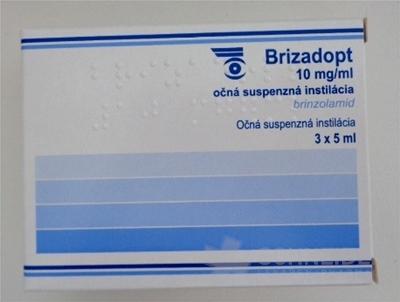 Brizadopt
10 mg/ml
očná suspenzná instilácia
brinzolamid
Očná suspenzná instilácia
3 x 5 ml